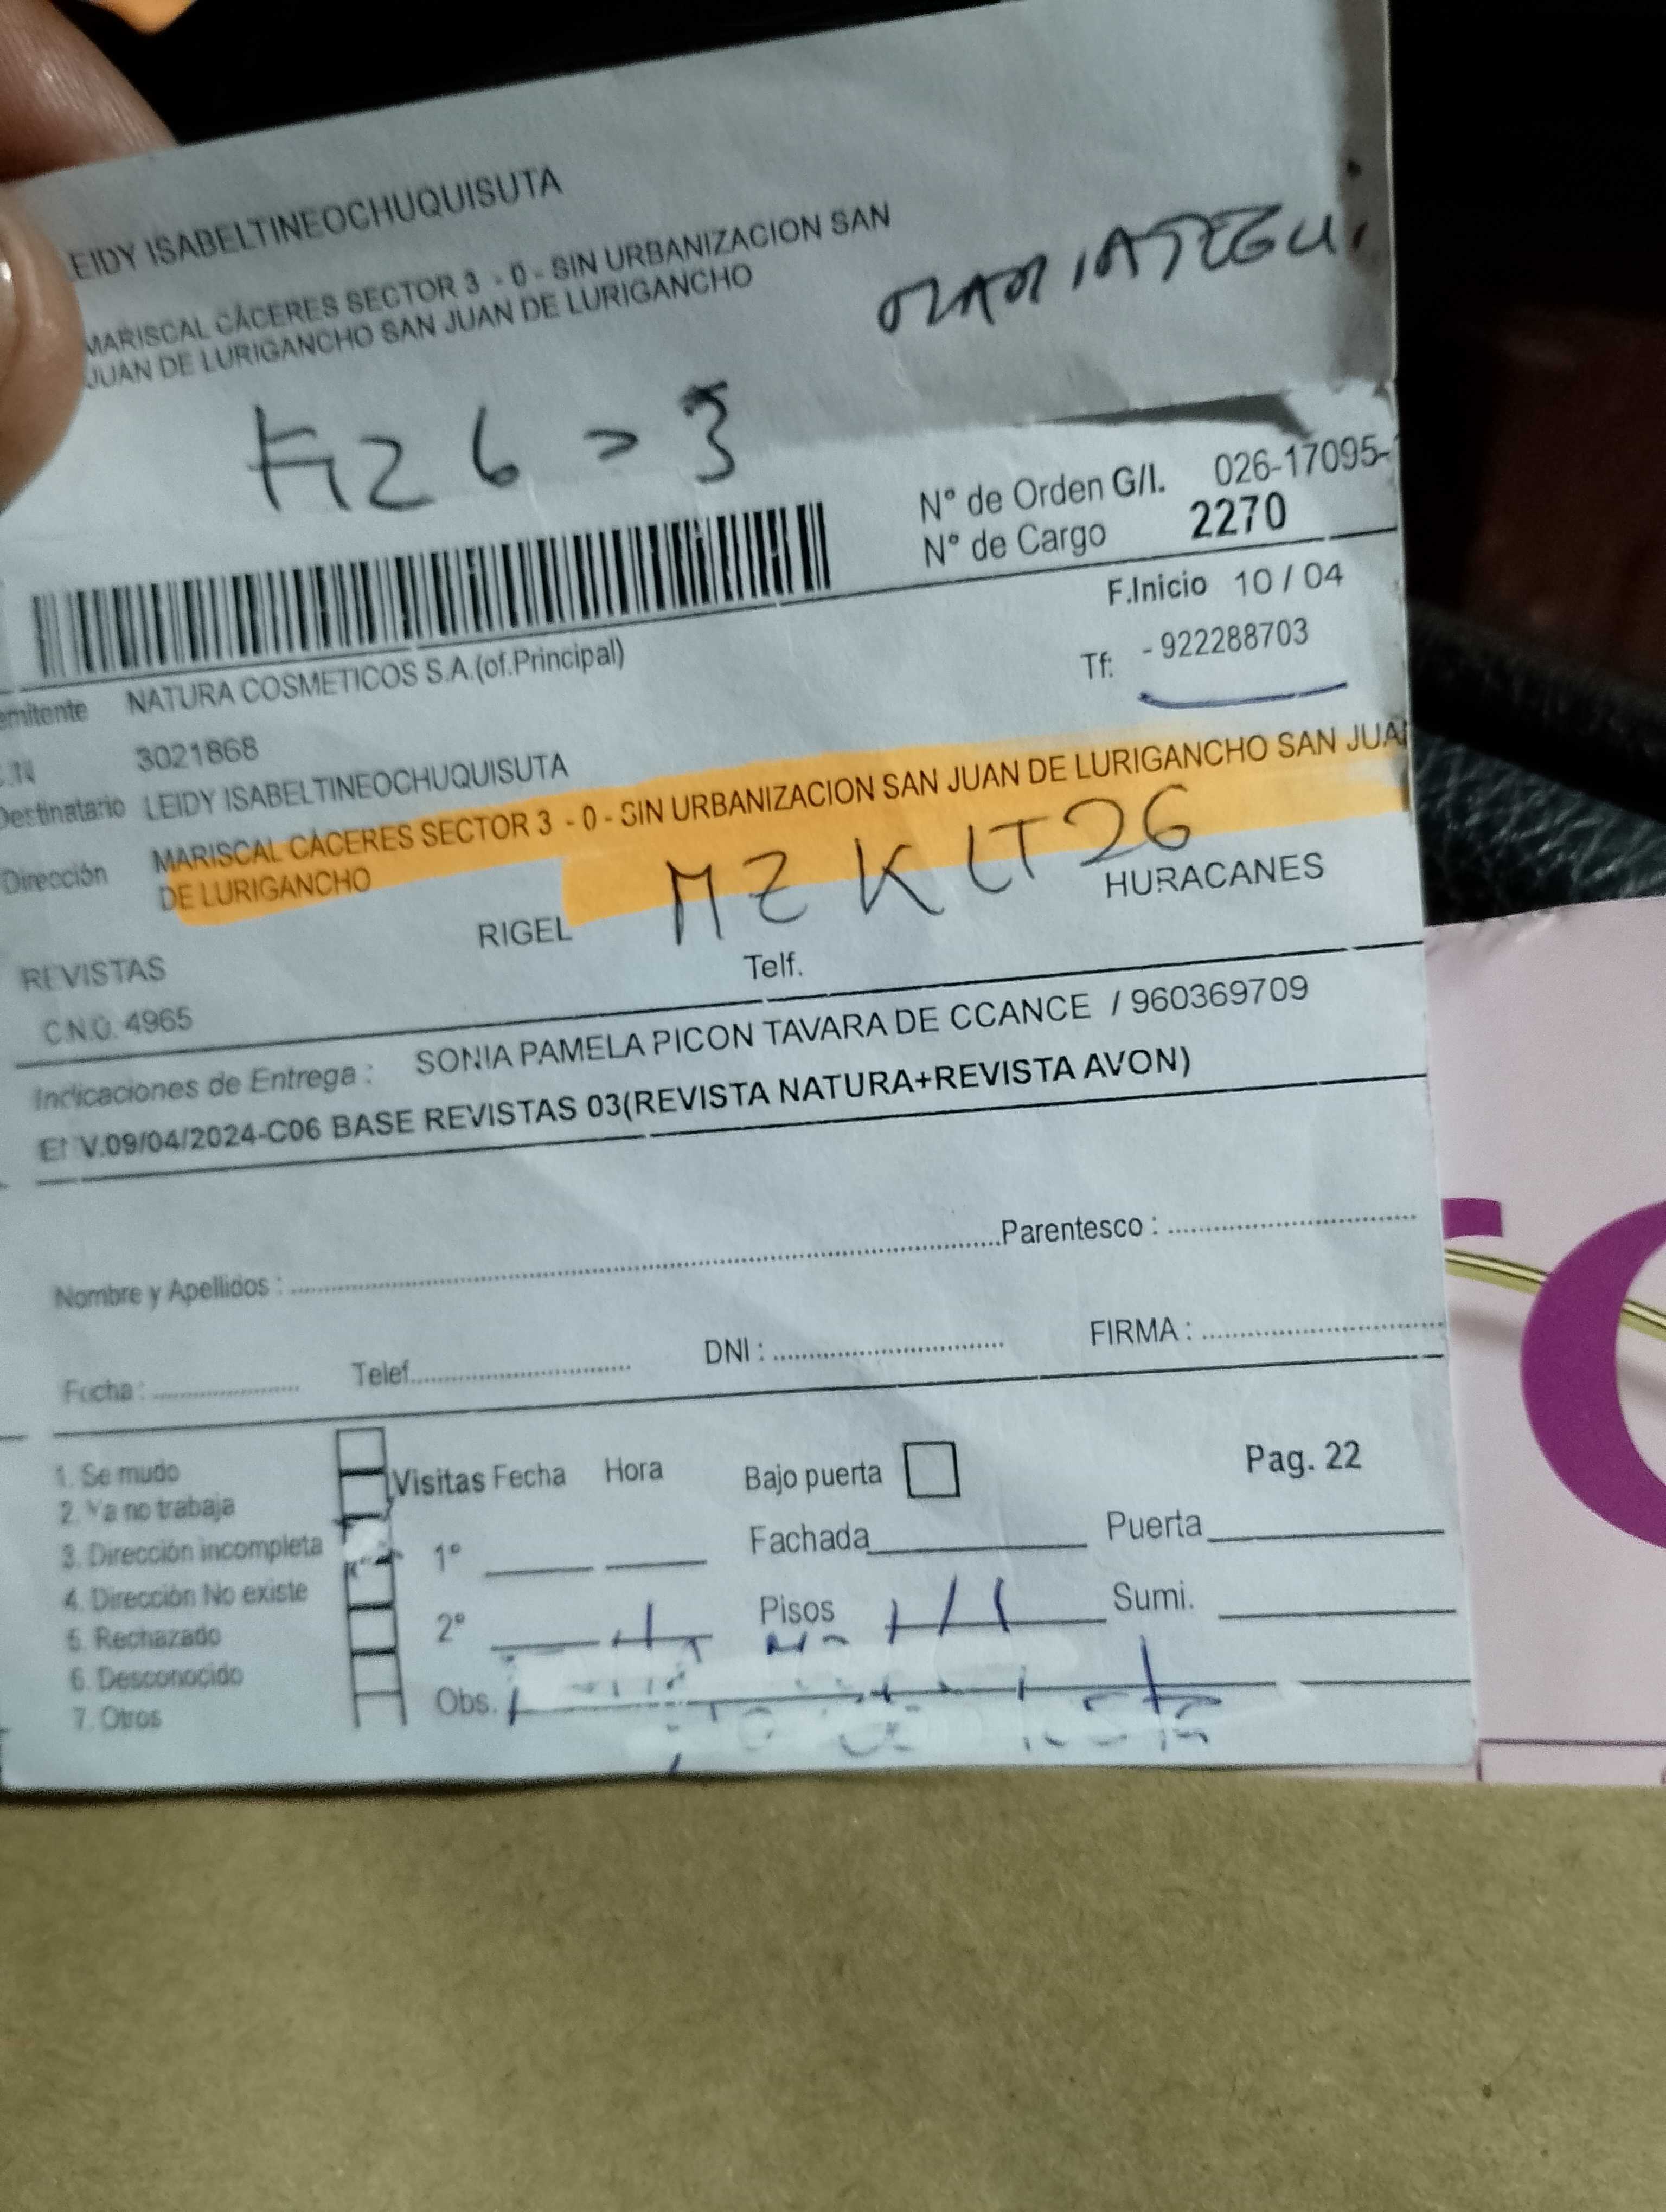 LEIDY ISABELTINEOCHUQUISUTA
MARISCAL CÁCERES SECTOR 3 - 0 - SIN URBANIZACION SAN
JUAN DE LURIGANCHO SAN JUAN DE LURIGANCHO
MARIATEGUI
K26 > 3
N° de Orden G/I. 026-17095-
N° de Cargo 2270
F.Inicio 10 / 04
Tf: - 922288703
emitente NATURA COSMETICOS S.A.(of.Principal)
3021868
Destinatario LEIDY ISABELTINEOCHUQUISUTA
Dirección MARISCAL CÁCERES SECTOR 3 - 0 - SIN URBANIZACION SAN JUAN DE LURIGANCHO SAN JUAN
DE LURIGANCHO
MZ K LT 26
RIGEL HURACANES
REVISTAS Telf.
C.N.O. 4965
Indicaciones de Entrega : SONIA PAMELA PICON TAVARA DE CCANCE / 960369709
V.09/04/2024-C06 BASE REVISTAS 03(REVISTA NATURA+REVISTA AVON)
Nombre y Apellidos : Parentesco :
Fecha : Telef. DNI : FIRMA :
1. Se mudo
2. Ya no trabaja
3. Dirección incompleta
4. Dirección No existe
5. Rechazado
6. Desconocido
7. Otros
Visitas Fecha Hora Bajo puerta Pag. 22
1° Fachada Puerta
2° Pisos Sumi.
Obs.